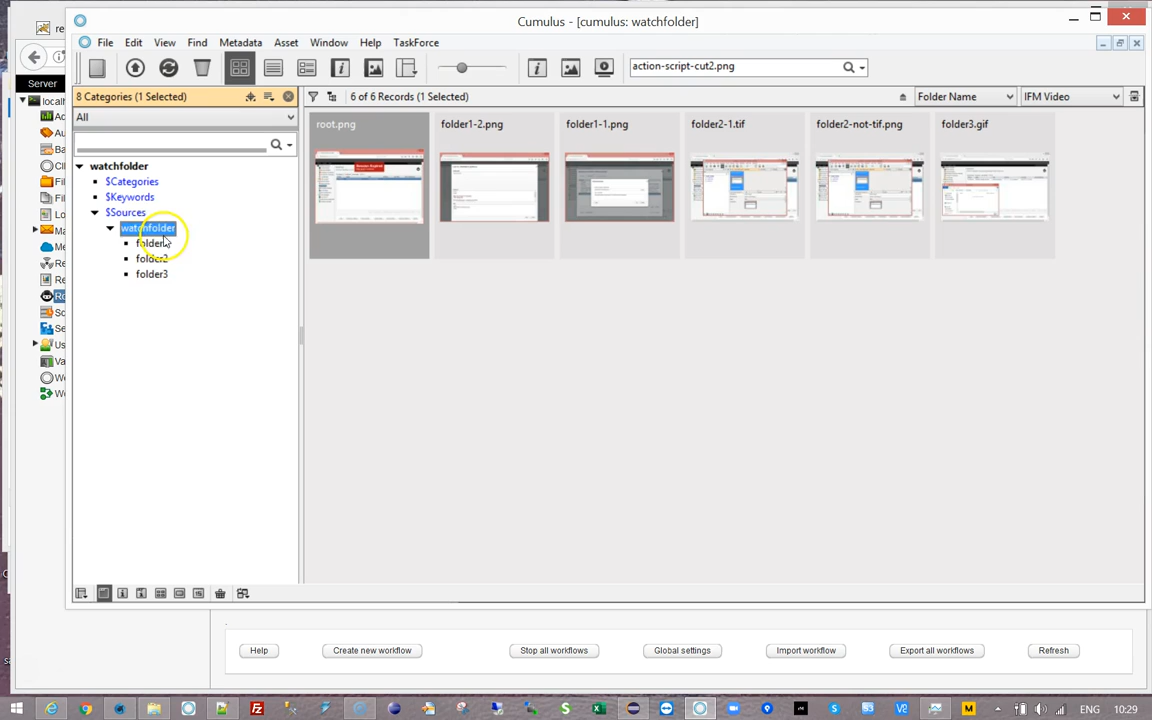 Cumulus - [cumulus: watchfolder]
File Edit View Find Metadata Asset Window Help TaskForce
action-script-cut2.png
Server
8 Categories (1 Selected)
6 of 6 Records (1 Selected)
Folder Name
IFM Video
All
root.png
folder1-2.png
folder1-1.png
folder2-1.tif
folder2-not-tif.png
folder3.gif
watchfolder
$Categories
$Keywords
$Sources
watchfolder
folder2
folder3
Help
Create new workflow
Stop all workflows
Global settings
Import workflow
Export all workflows
Refresh
ENG
10:29